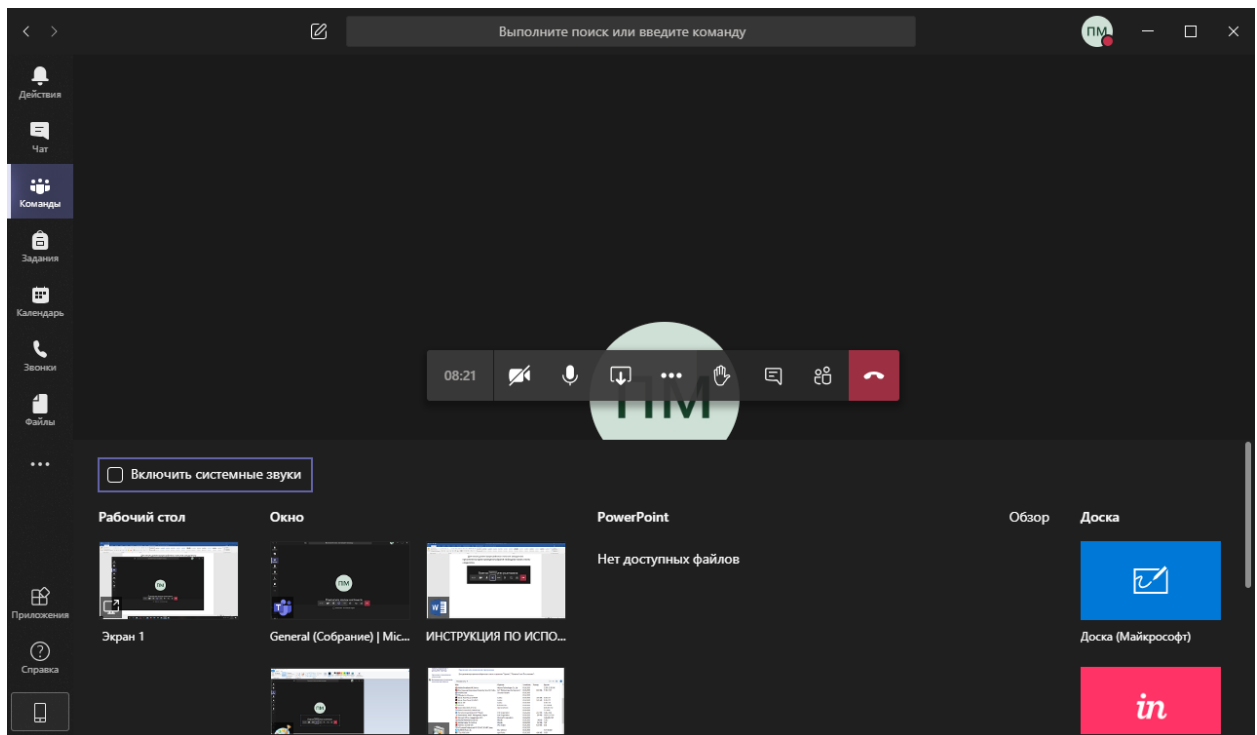 Выполните поиск или введите команду
ПМ
Действия
Чат
Команды
Задания
Календарь
Звонки
Файлы
Приложения
Справка
08:21
ПМ
Включить системные звуки
Рабочий стол
Окно
PowerPoint
Обзор
Доска
Нет доступных файлов
ПМ
ПМ
Экран 1
General (Собрание) | Mic...
ИНСТРУКЦИЯ ПО ИСПО...
Доска (Майкрософт)
in